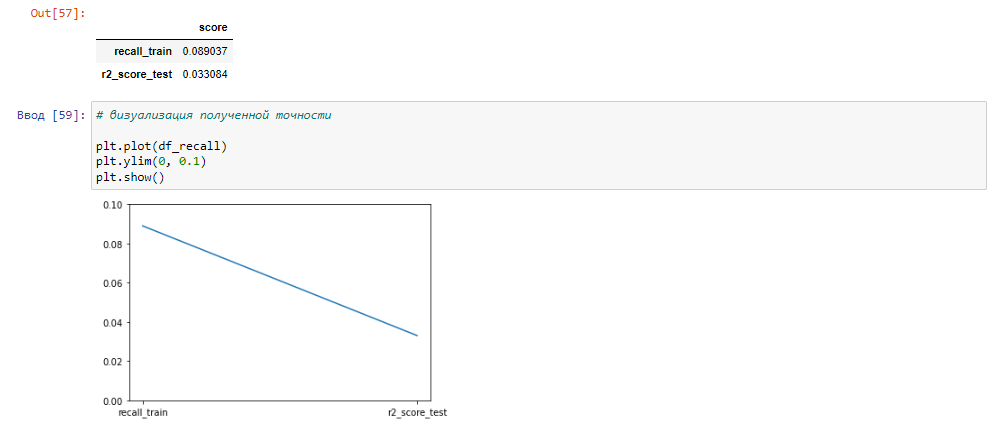 Out[57]:
score
recall_train 0.089037
r2_score_test 0.033084
Ввод [59]: # визуализация полученной точности
plt.plot(df_recall)
plt.ylim(0, 0.1)
plt.show()
0.10
0.08
0.06
0.04
0.02
0.00
recall_train r2_score_test